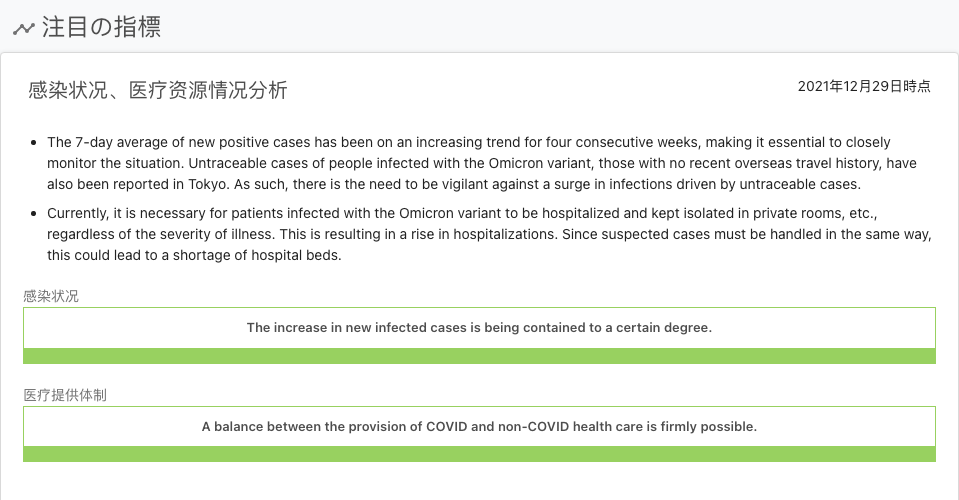 注目の指標
感染状况、医疗资源情况分析
2021年12月29日時点
The 7-day average of new positive cases has been on an increasing trend for four consecutive weeks, making it essential to closely
monitor the situation. Untraceable cases of people infected with the Omicron variant, those with no recent overseas travel history, have
also been reported in Tokyo. As such, there is the need to be vigilant against a surge in infections driven by untraceable cases.
Currently, it is necessary for patients infected with the Omicron variant to be hospitalized and kept isolated in private rooms, etc.,
regardless of the severity of illness. This is resulting in a rise in hospitalizations. Since suspected cases must be handled in the same way,
this could lead to a shortage of hospital beds.
感染状况
The increase in new infected cases is being contained to a certain degree.
医疗提供体制
A balance between the provision of COVID and non-COVID health care is firmly possible.